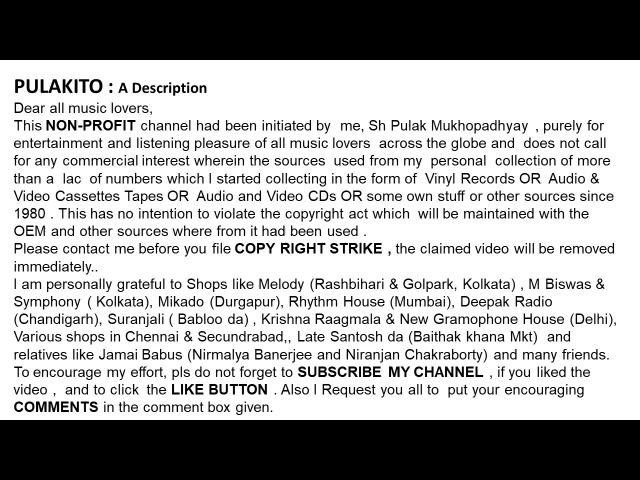 PULAKITO : A Description
Dear all music lovers,
This NON-PROFIT channel had been initiated by me, Sh Pulak Mukhopadhyay , purely for
entertainment and listening pleasure of all music lovers across the globe and does not call
for any commercial interest wherein the sources used from my personal collection of more
than a lac of numbers which I started collecting in the form of Vinyl Records OR Audio &
Video Cassettes Tapes OR Audio and Video CDs OR some own stuff or other sources since
1980 . This has no intention to violate the copyright act which will be maintained with the
OEM and other sources where from it had been used .
Please contact me before you file COPY RIGHT STRIKE , the claimed video will be removed
immediately..
I am personally grateful to Shops like Melody (Rashbihari & Golpark, Kolkata) , M Biswas &
Symphony ( Kolkata), Mikado (Durgapur), Rhythm House (Mumbai), Deepak Radio
(Chandigarh), Suranjali ( Babloo da) , Krishna Raagmala & New Gramophone House (Delhi),
Various shops in Chennai & Secundrabad,, Late Santosh da (Baithak khana Mkt) and
relatives like Jamai Babus (Nirmalya Banerjee and Niranjan Chakraborty) and many friends.
To encourage my effort, pls do not forget to SUBSCRIBE MY CHANNEL , if you liked the
video , and to click the LIKE BUTTON . Also I Request you all to put your encouraging
COMMENTS in the comment box given.